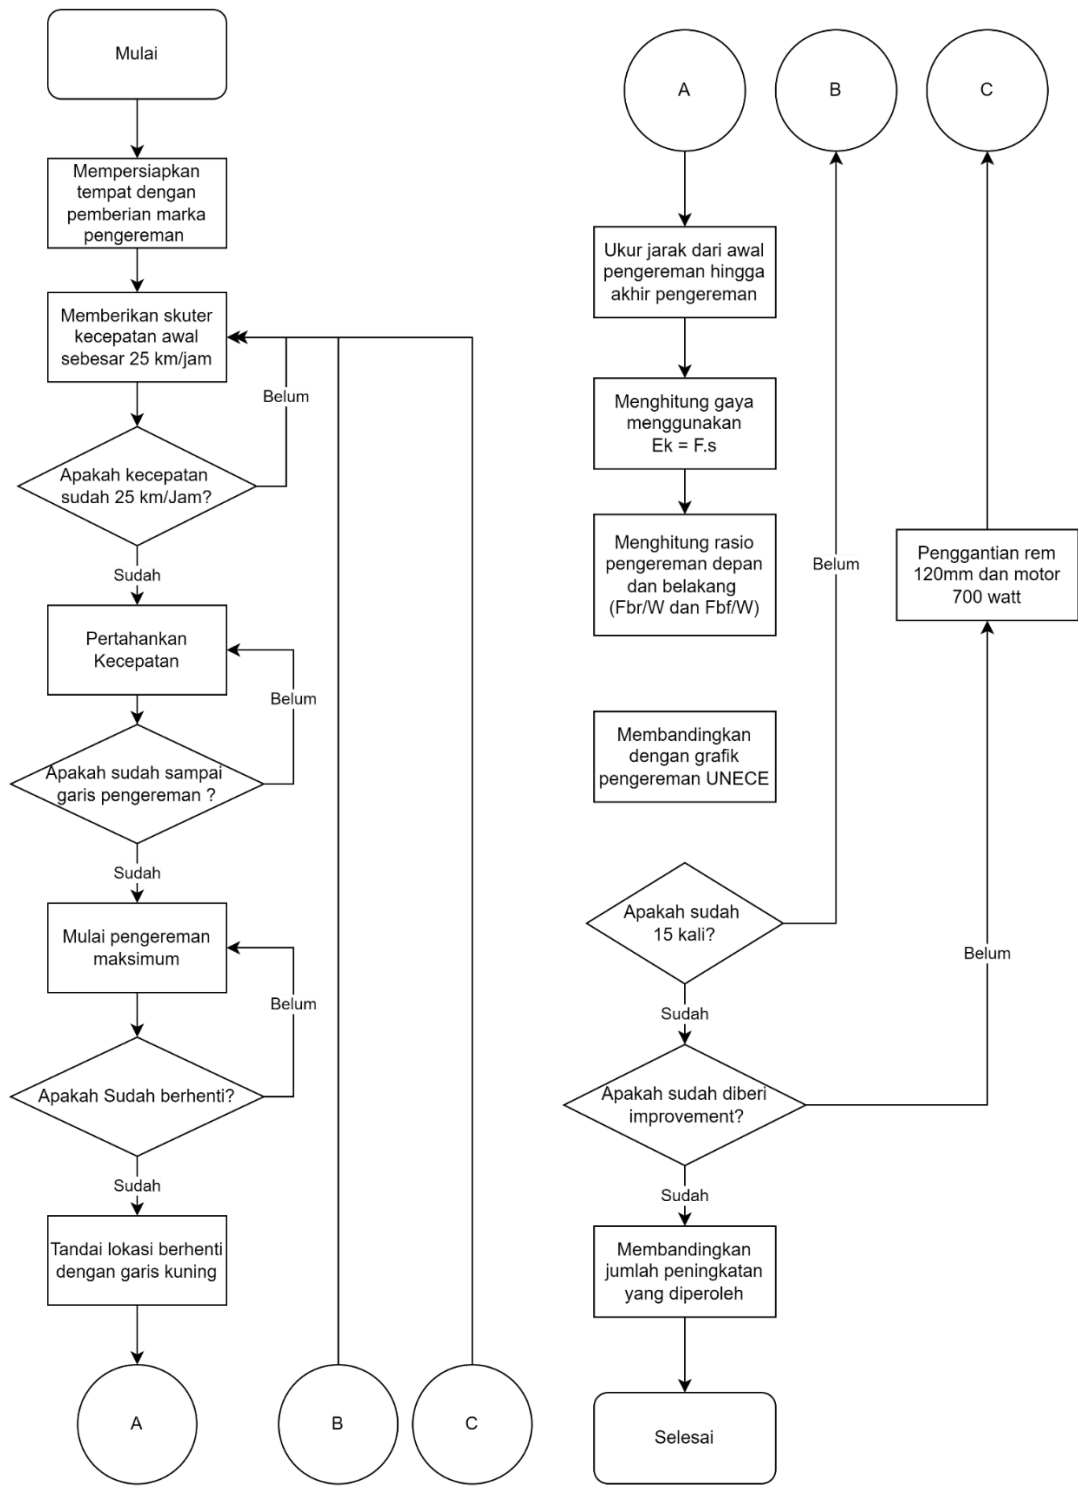 Mulai
Mempersiapkan
tempat dengan
pemberian marka
pengereman
Memberikan skuter
kecepatan awal
sebesar 25 km/jam
Belum
Apakah kecepatan
sudah 25 km/Jam?
Sudah
Pertahankan
Kecepatan
Belum
Apakah sudah sampai
garis pengereman ?
Sudah
Mulai pengereman
maksimum
Belum
Apakah Sudah berhenti?
Sudah
Tandai lokasi berhenti
dengan garis kuning
A
B
C
A
B
C
Ukur jarak dari awal
pengereman hingga
akhir pengereman
Menghitung gaya
menggunakan
Ek = F.s
Menghitung rasio
pengereman depan
dan belakang
(Fbr/W dan Fbf/W)
Belum
Penggantian rem
120mm dan motor
700 watt
Membandingkan
dengan grafik
pengereman UNECE
Apakah sudah
15 kali?
Belum
Sudah
Apakah sudah diberi
improvement?
Sudah
Membandingkan
jumlah peningkatan
yang diperoleh
Selesai